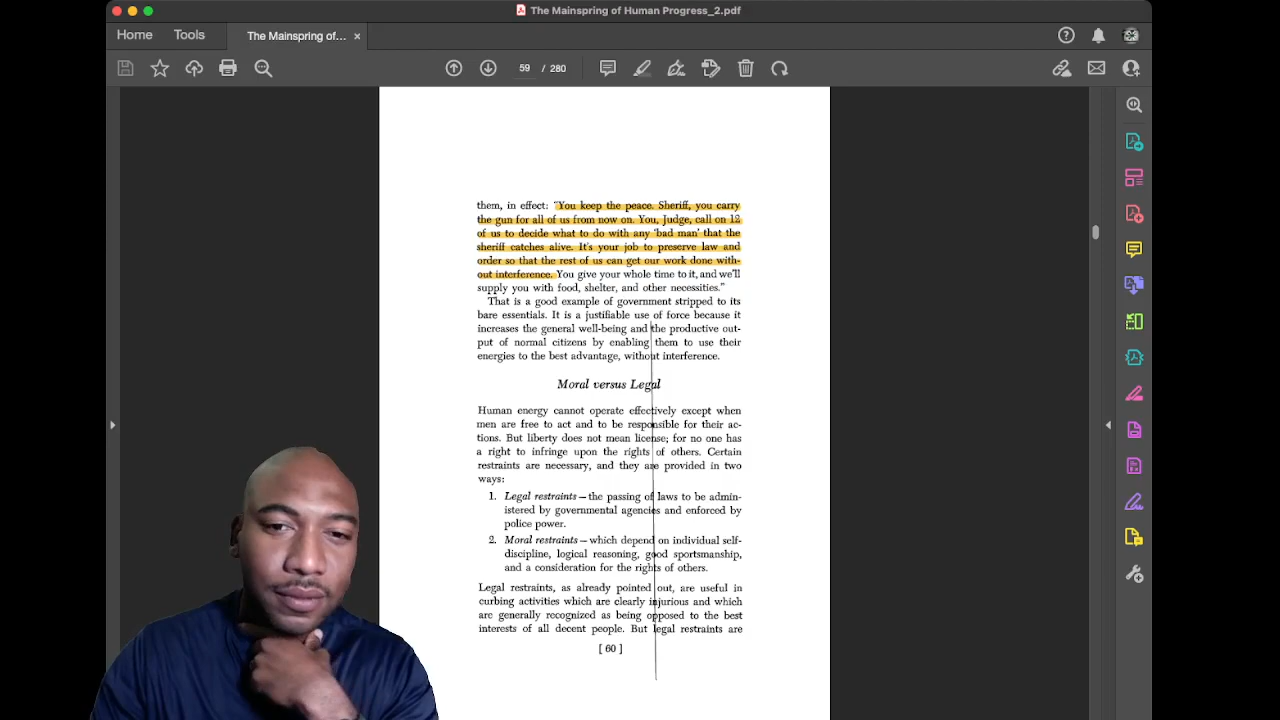 The Mainspring of Human Progress_2.pdf
Home Tools The Mainspring of... ×
59 / 280
them, in effect: "You keep the peace. Sheriff, you carry
the gun for all of us from now on. You, Judge, call on 12
of us to decide what to do with any 'bad man' that the
sheriff catches alive. It's your job to preserve law and
order so that the rest of us can get our work done with-
out interference. You give your whole time to it, and we'll
supply you with food, shelter, and other necessities."
That is a good example of government stripped to its
bare essentials. It is a justifiable use of force because it
increases the general well-being and the productive out-
put of normal citizens by enabling them to use their
energies to the best advantage, without interference.
Moral versus Legal
Human energy cannot operate effectively except when
men are free to act and to be responsible for their ac-
tions. But liberty does not mean license; for no one has
a right to infringe upon the rights of others. Certain
restraints are necessary, and they are provided in two
ways:
1. Legal restraints—the passing of laws to be admin-
istered by governmental agencies and enforced by
police power.
2. Moral restraints—which depend on individual self-
discipline, logical reasoning, good sportsmanship,
and a consideration for the rights of others.
Legal restraints, as already pointed out, are useful in
curbing activities which are clearly injurious and which
are generally recognized as being opposed to the best
interests of all decent people. But legal restraints are
[ 60 ]